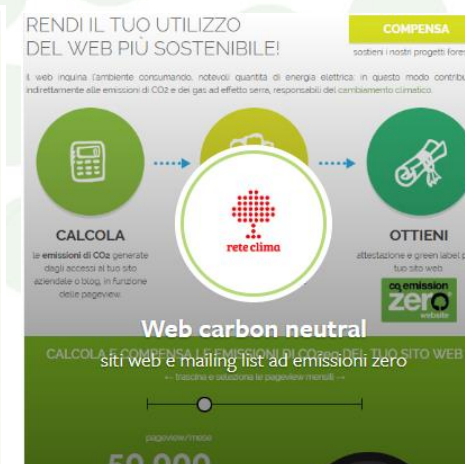 RENDI IL TUO UTILIZZO
DEL WEB PIÙ SOSTENIBILE!
COMPENSA
sostieni i nostri progetti fores
il web inquina l'ambiente consumando, notevoli quantità di energia elettrica: in questo modo contribu
indirettamente alle emissioni di CO2 e dei gas ad effetto serra, responsabili del cambiamento climatico.
CALCOLA
le emissioni di CO2 generate
dagli accessi al tuo sito
aziendale o blog, in funzione
delle pageview.
rete clima
OTTIENI
attestazione e green label p
tuo sito web
co2 emission
zero
website
Web carbon neutral
CALCOLA E COMPENSA LE EMISSIONI DI CO2eq DEL TUO SITO WEB
siti web e mailing list ad emissioni zero
← trascina e seleziona le pageview mensili →
pageview/mese
50.000